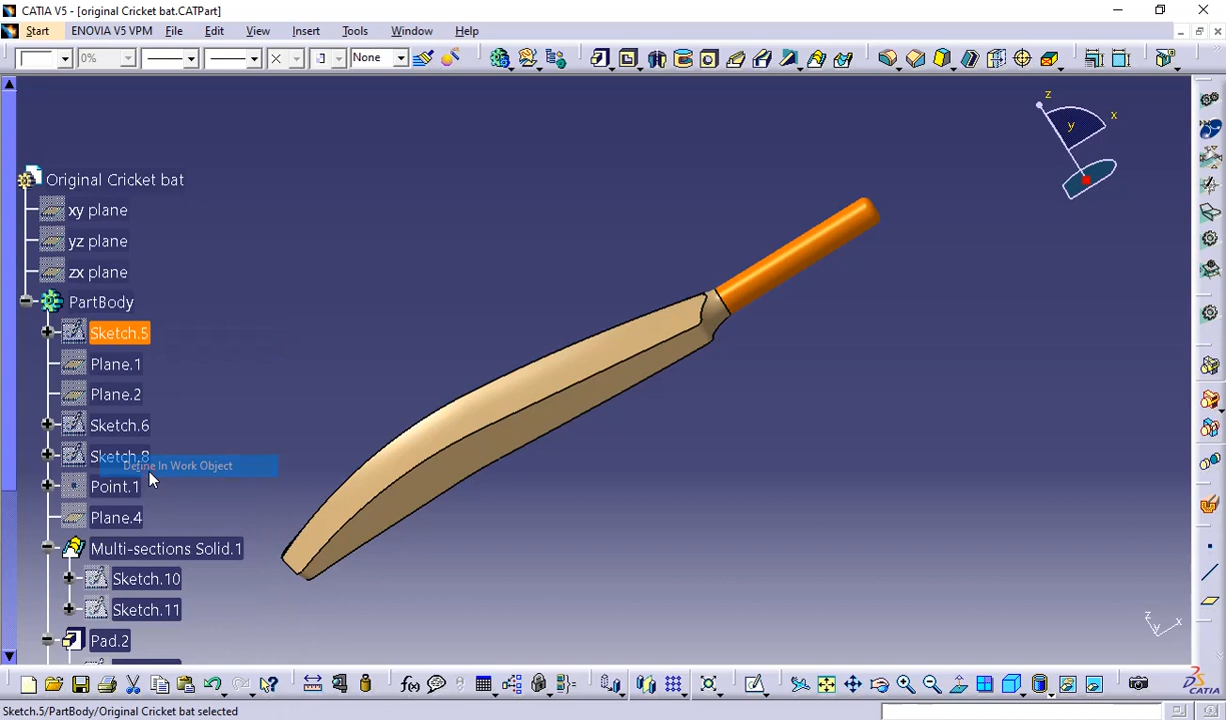 CATIA V5 - [original Cricket bat.CATPart]
Start ENOVIA V5 VPM File Edit View Insert Tools Window Help
0% None
z
x
y
Original Cricket bat
xy plane
yz plane
zx plane
PartBody
Sketch.5
Plane.1
Plane.2
Sketch.6
Sketch.8
Define In Work Object
Point.1
Plane.4
Multi-sections Solid.1
Sketch.10
Sketch.11
Pad.2
z
y x
f(x)
CATIA
Sketch.5/PartBody/Original Cricket bat selected